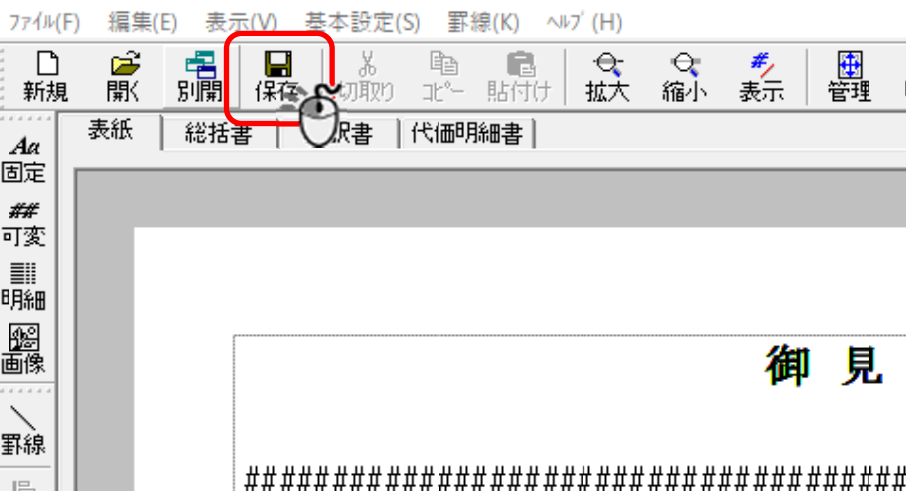 ﾌｧｲﾙ(F) 編集(E) 表示(V) 基本設定(S) 罫線(K) ﾍﾙﾌﾟ(H)
新規 開く 別開 保存 切取り ｺﾋﾟｰ 貼付け 拡大 縮小 表示 管理
表紙 総括書 訳書 代価明細書
Aa
固定
##
可変
明細
画像
罫線
御 見
######################################